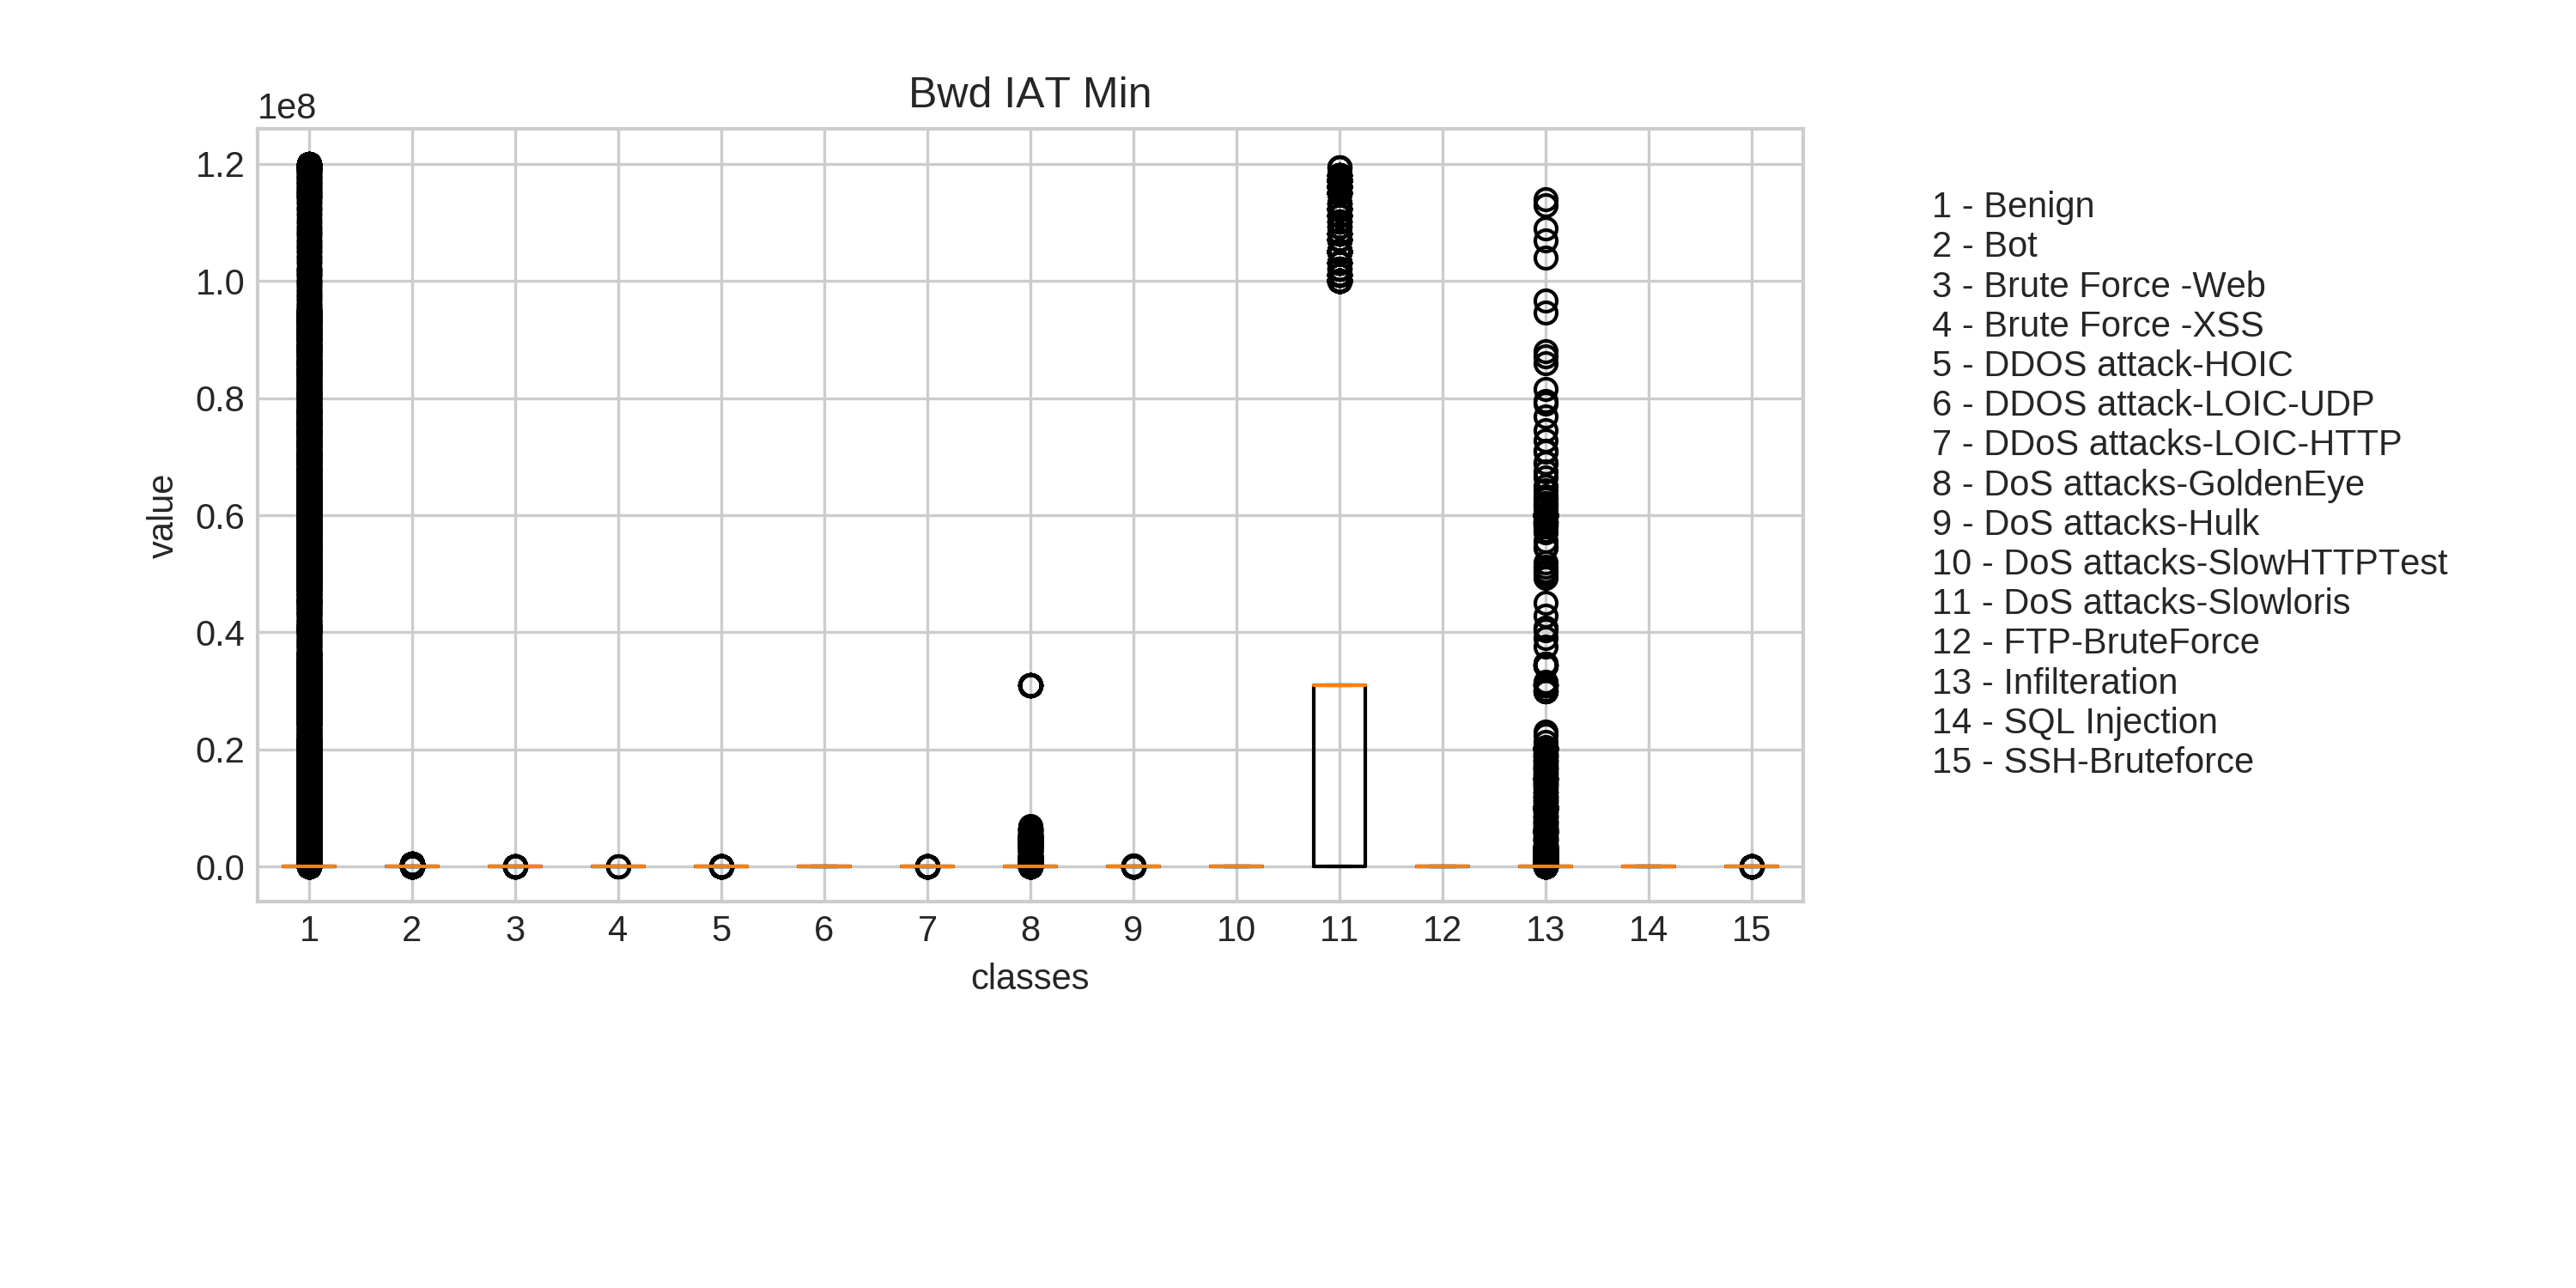 Bwd IAT Min
1e8
1.2
1.0
0.8
0.6
0.4
0.2
0.0
value
1 2 3 4 5 6 7 8 9 10 11 12 13 14 15
classes
1 - Benign
2 - Bot
3 - Brute Force -Web
4 - Brute Force -XSS
5 - DDOS attack-HOIC
6 - DDOS attack-LOIC-UDP
7 - DDoS attacks-LOIC-HTTP
8 - DoS attacks-GoldenEye
9 - DoS attacks-Hulk
10 - DoS attacks-SlowHTTPTest
11 - DoS attacks-Slowloris
12 - FTP-BruteForce
13 - Infilteration
14 - SQL Injection
15 - SSH-Bruteforce